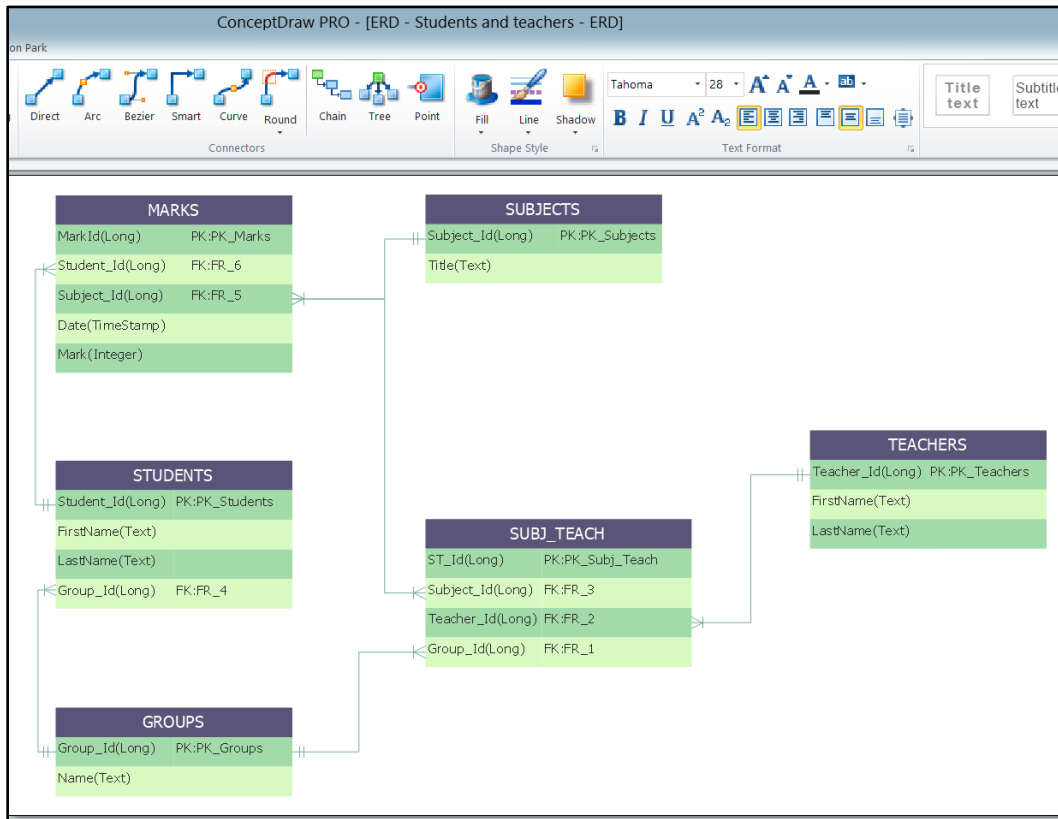 ConceptDraw PRO - [ERD - Students and teachers - ERD]
on Park
Tahoma 28 A A A ab
Title text
Subtitle text
Direct Arc Bezier Smart Curve Round Chain Tree Point
Fill Line Shadow
B I U A² A₂
Connectors
Shape Style
Text Format
MARKS
MarkId(Long) PK:PK_Marks
Student_Id(Long) FK:FR_6
Subject_Id(Long) FK:FR_5
Date(TimeStamp)
Mark(Integer)
SUBJECTS
Subject_Id(Long) PK:PK_Subjects
Title(Text)
TEACHERS
Teacher_Id(Long) PK:PK_Teachers
FirstName(Text)
LastName(Text)
STUDENTS
Student_Id(Long) PK:PK_Students
FirstName(Text)
LastName(Text)
Group_Id(Long) FK:FR_4
SUBJ_TEACH
ST_Id(Long) PK:PK_Subj_Teach
Subject_Id(Long) FK:FR_3
Teacher_Id(Long) FK:FR_2
Group_Id(Long) FK:FR_1
GROUPS
Group_Id(Long) PK:PK_Groups
Name(Text)